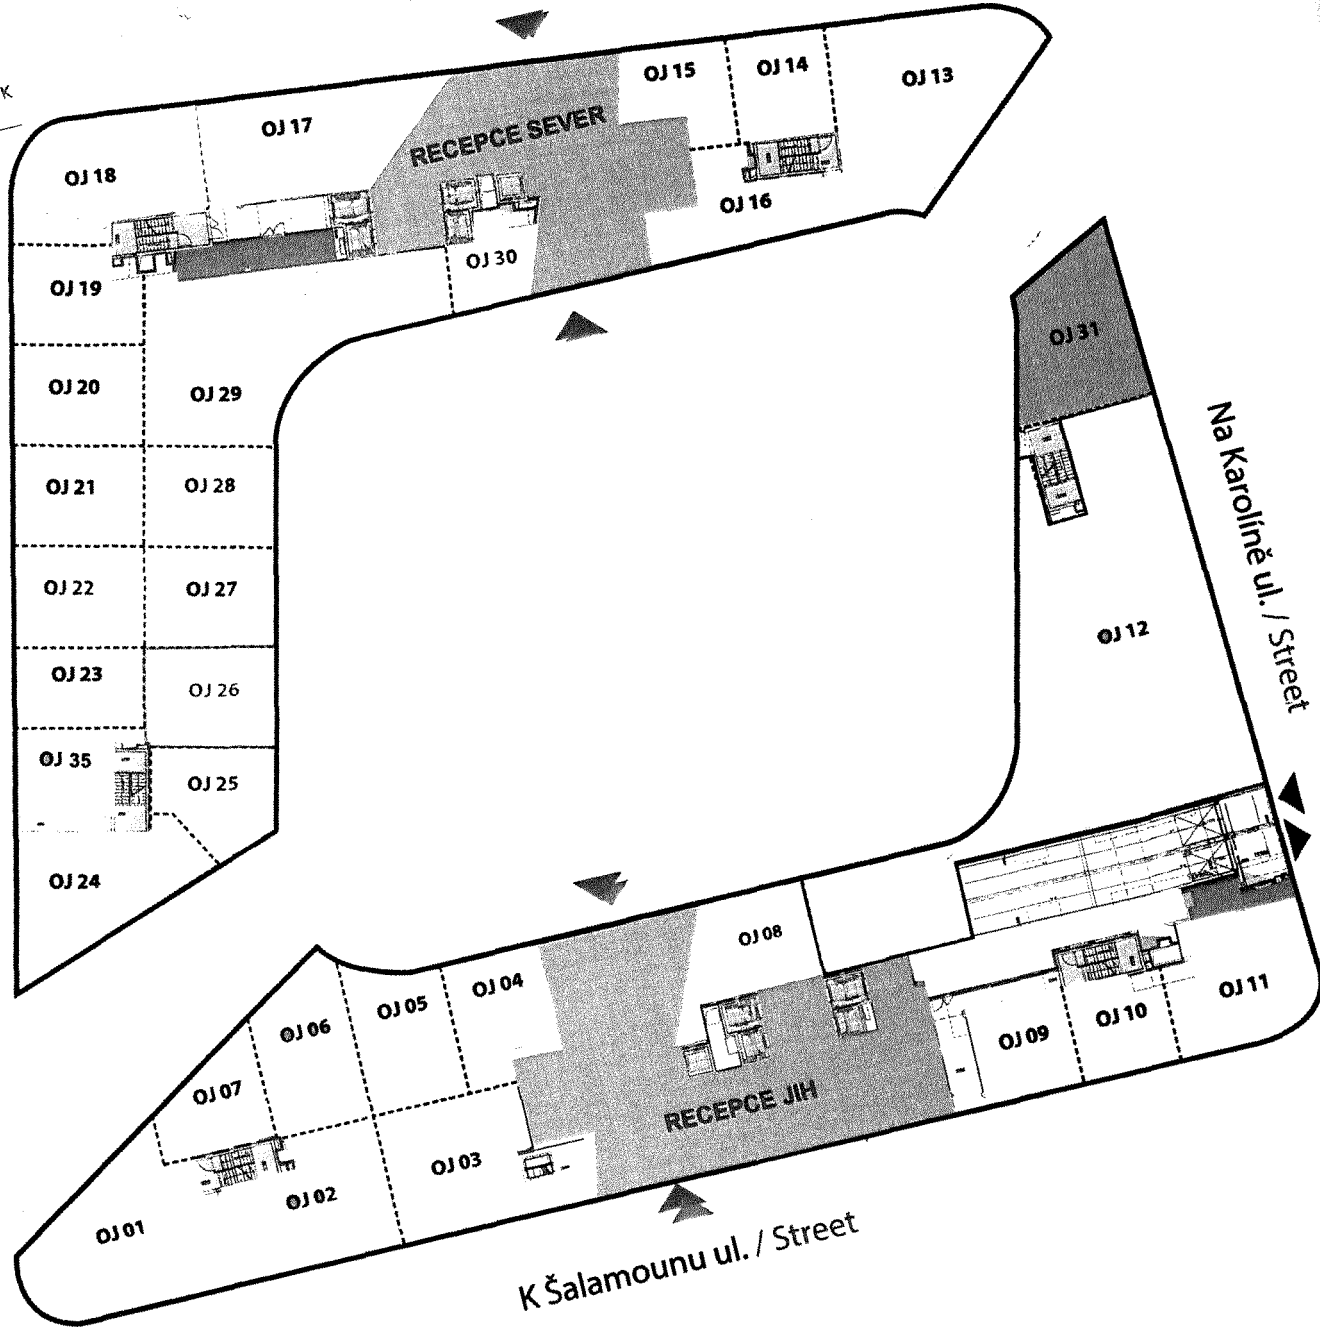 K
OJ 15
OJ 14
OJ 13
OJ 17
RECEPCE SEVER
OJ 18
OJ 16
OJ 30
OJ 19
OJ 31
OJ 20
OJ 29
OJ 21
OJ 28
OJ 22
OJ 27
Na Karolíně ul. / Street
OJ 12
OJ 23
OJ 26
OJ 35
OJ 25
OJ 24
OJ 08
OJ 04
OJ 05
OJ 06
OJ 11
OJ 10
OJ 09
OJ 07
RECEPCE JIH
OJ 03
OJ 02
OJ 01
K Šalamounu ul. / Street